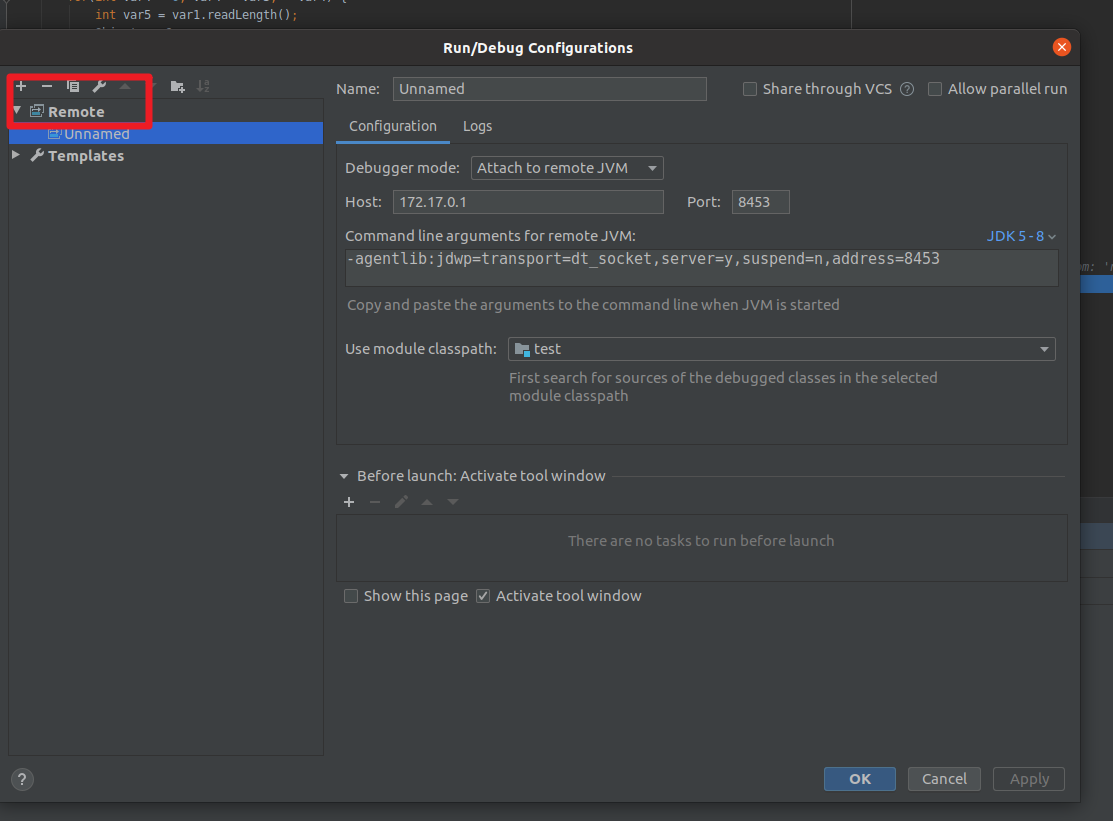 int var5 = var1.readLength();
Run/Debug Configurations
Remote
Unnamed
Templates
Name: Unnamed
Share through VCS ? Allow parallel run
Configuration Logs
Debugger mode: Attach to remote JVM
Host: 172.17.0.1 Port: 8453
Command line arguments for remote JVM: JDK 5 - 8
-agentlib:jdwp=transport=dt_socket,server=y,suspend=n,address=8453
Copy and paste the arguments to the command line when JVM is started
Use module classpath: test
First search for sources of the debugged classes in the selected
module classpath
Before launch: Activate tool window
There are no tasks to run before launch
Show this page Activate tool window
? OK Cancel Apply